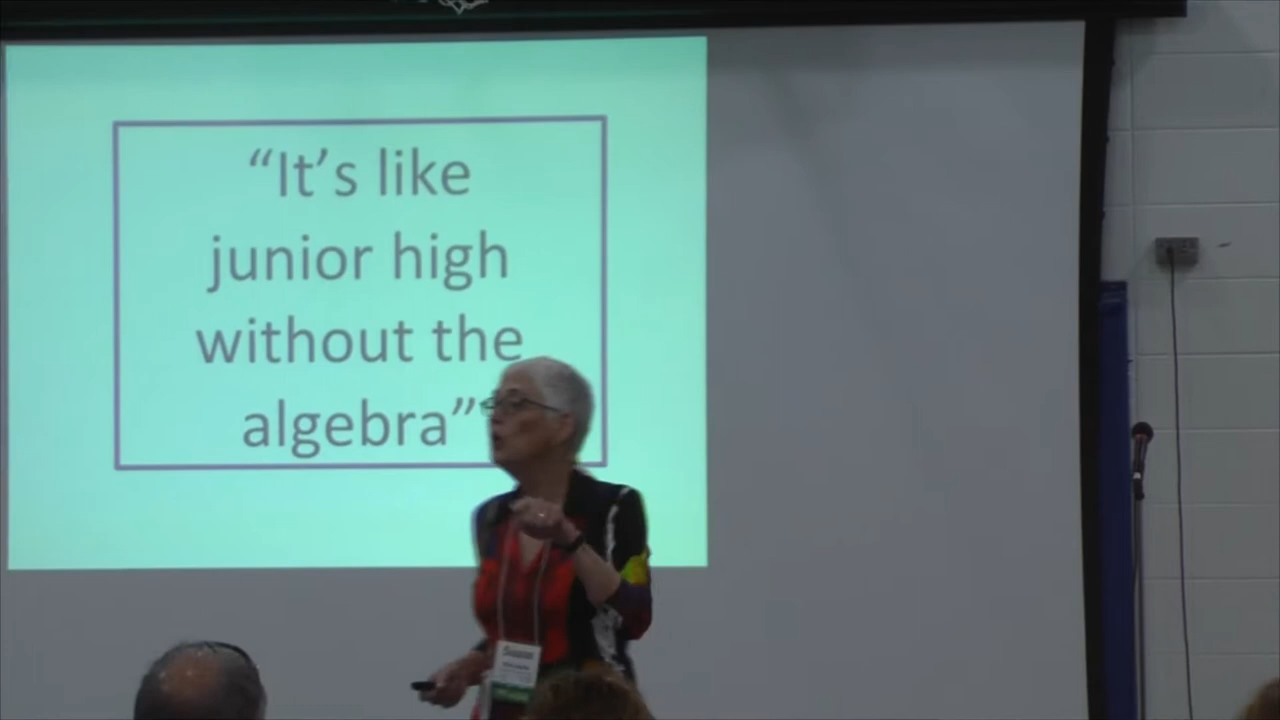 “It’s like
junior high
without the
algebra”